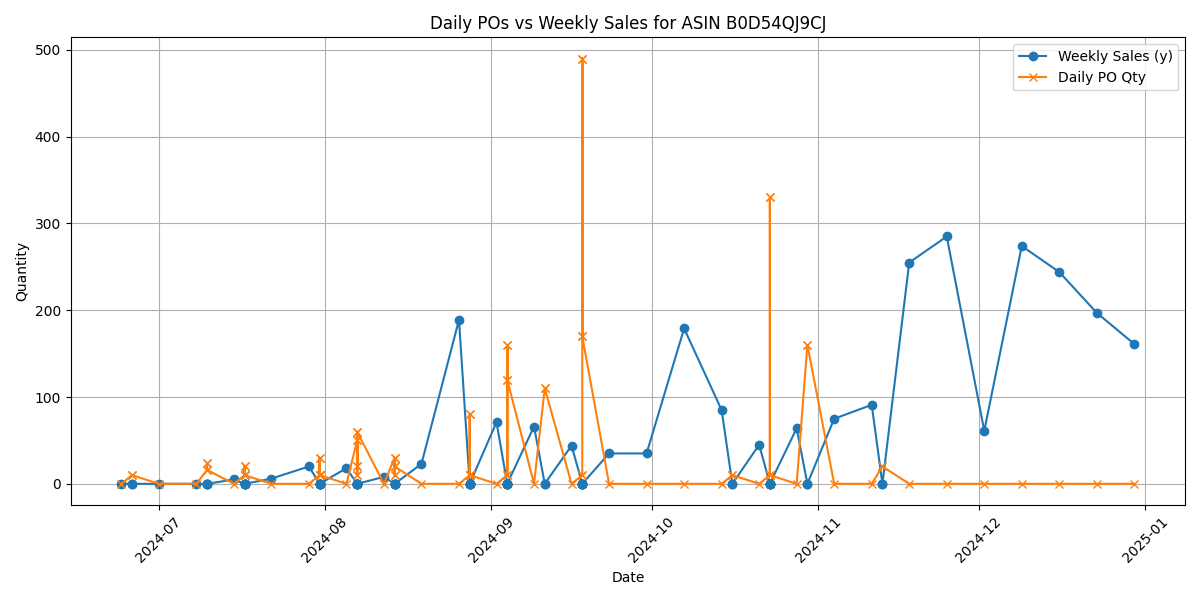 Daily POs vs Weekly Sales for ASIN B0D54QJ9CJ
Weekly Sales (y)
Daily PO Qty
Quantity
500
400
300
200
100
0
2024-07
2024-08
2024-09
2024-10
2024-11
2024-12
2025-01
Date